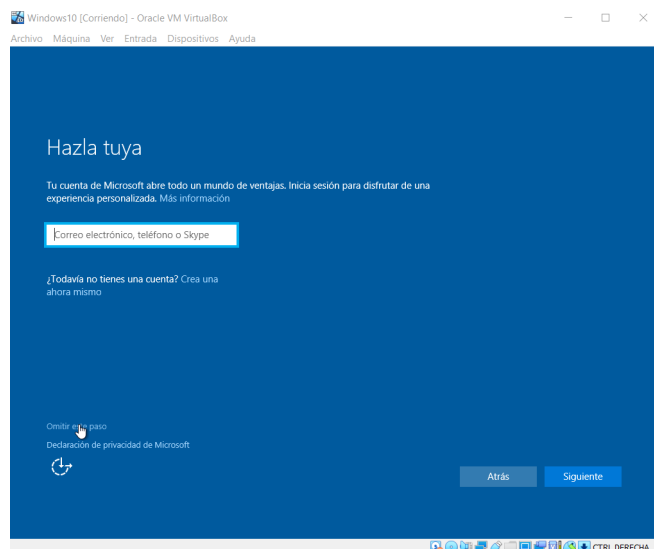 Windows10 [Corriendo] - Oracle VM VirtualBox
Archivo Máquina Ver Entrada Dispositivos Ayuda
Hazla tuya
Tu cuenta de Microsoft abre todo un mundo de ventajas. Inicia sesión para disfrutar de una
experiencia personalizada. Más información
Correo electrónico, teléfono o Skype
¿Todavía no tienes una cuenta? Crea una
ahora mismo
Omitir este paso
Declaración de privacidad de Microsoft
Atrás Siguiente
CTRL DERECHA